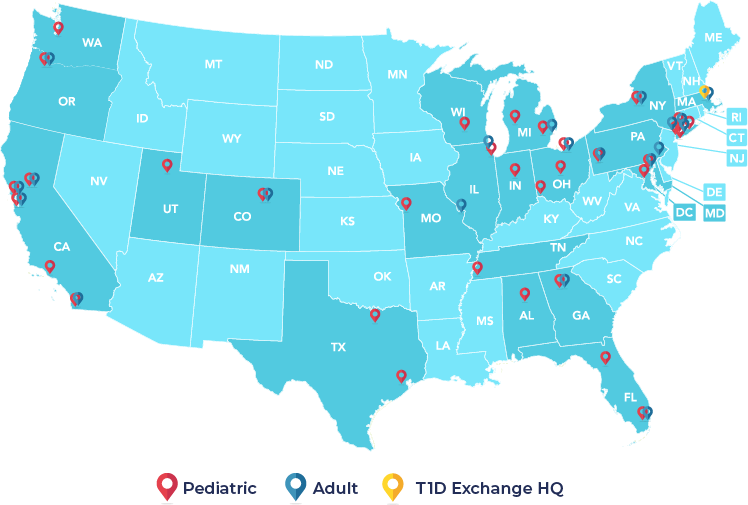 ME
WA
VT
MT
ND
NH
MN
OR
MA
NY
ID
WI
SD
RI
MI
WY
CT
PA
IA
NJ
NE
NV
OH
IN
IL
DE
UT
CO
WV
VA
DC
MD
KS
MO
KY
CA
NC
TN
OK
NM
AZ
AR
SC
MS
AL
GA
LA
TX
FL
Pediatric
Adult
T1D Exchange HQ